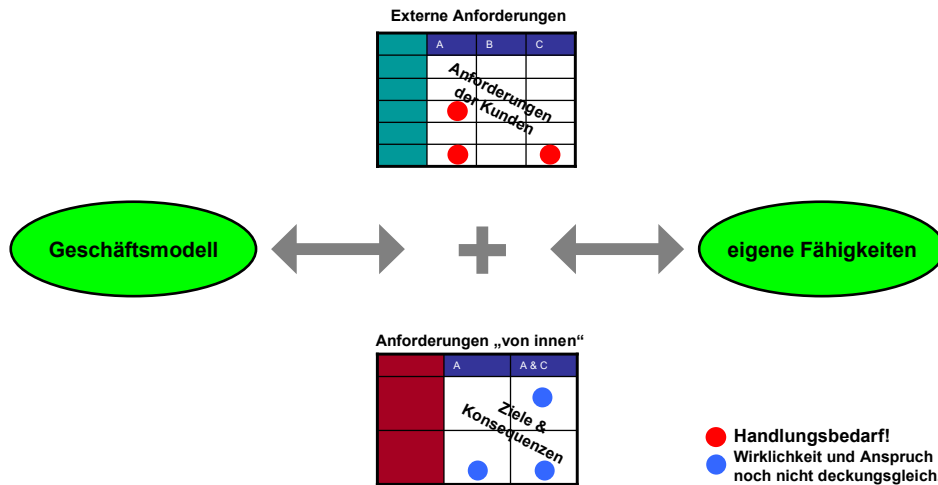 Externe Anforderungen
A B C
Anforderungen
der Kunden
Geschäftsmodell
+
eigene Fähigkeiten
Anforderungen „von innen“
A A & C
Ziele &
Konsequenzen
Handlungsbedarf!
Wirklichkeit und Anspruch
noch nicht deckungsgleich